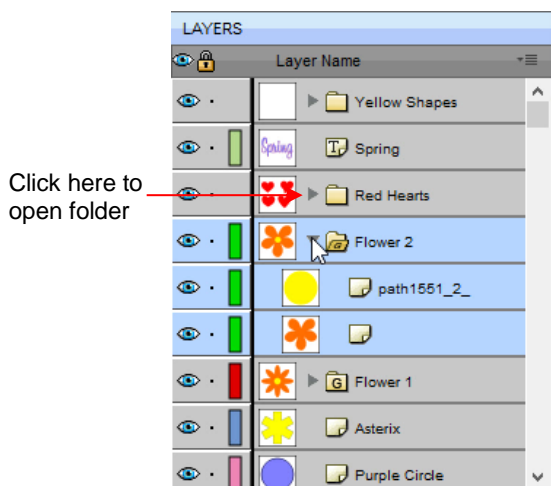 LAYERS
Layer Name
Yellow Shapes
Spring
T Spring
Click here to
open folder
Red Hearts
G Flower 2
path1551_2_
G Flower 1
Asterix
Purple Circle